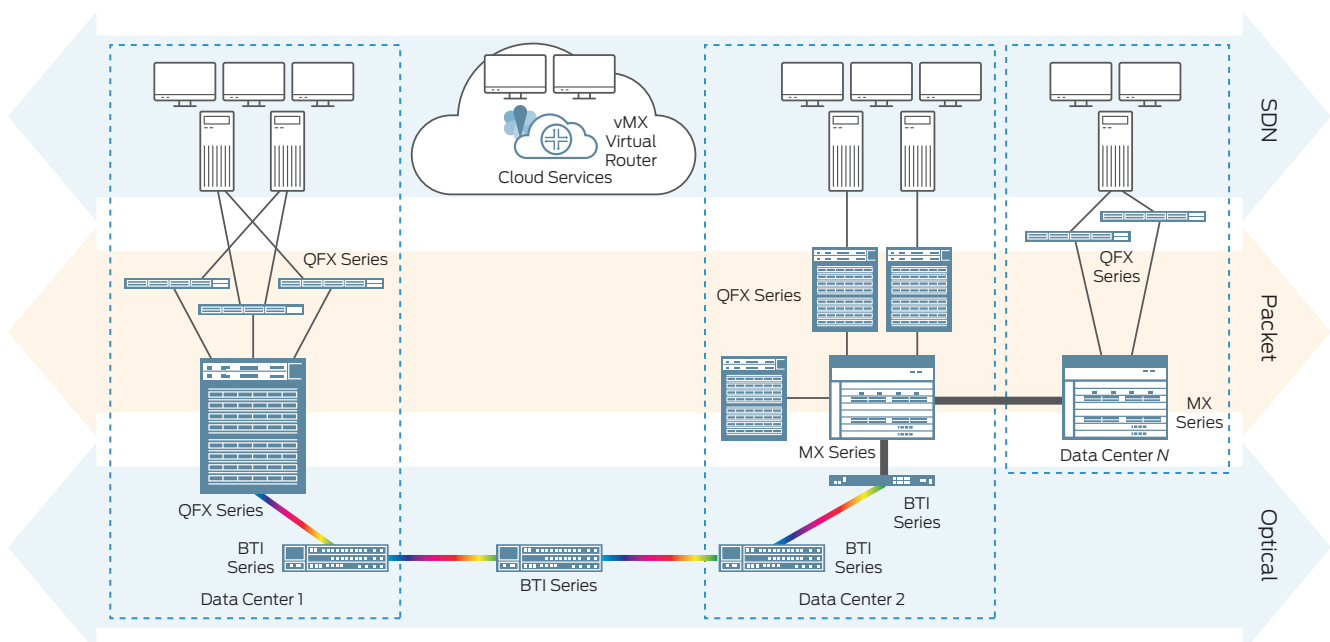 vMX
Virtual
Router
Cloud Services
SDN
QFX Series
QFX Series
QFX
Series
Packet
MX
Series
MX Series
Data Center N
QFX Series
BTI
Series
BTI
Series
BTI Series
BTI
Series
Optical
Data Center 1
Data Center 2